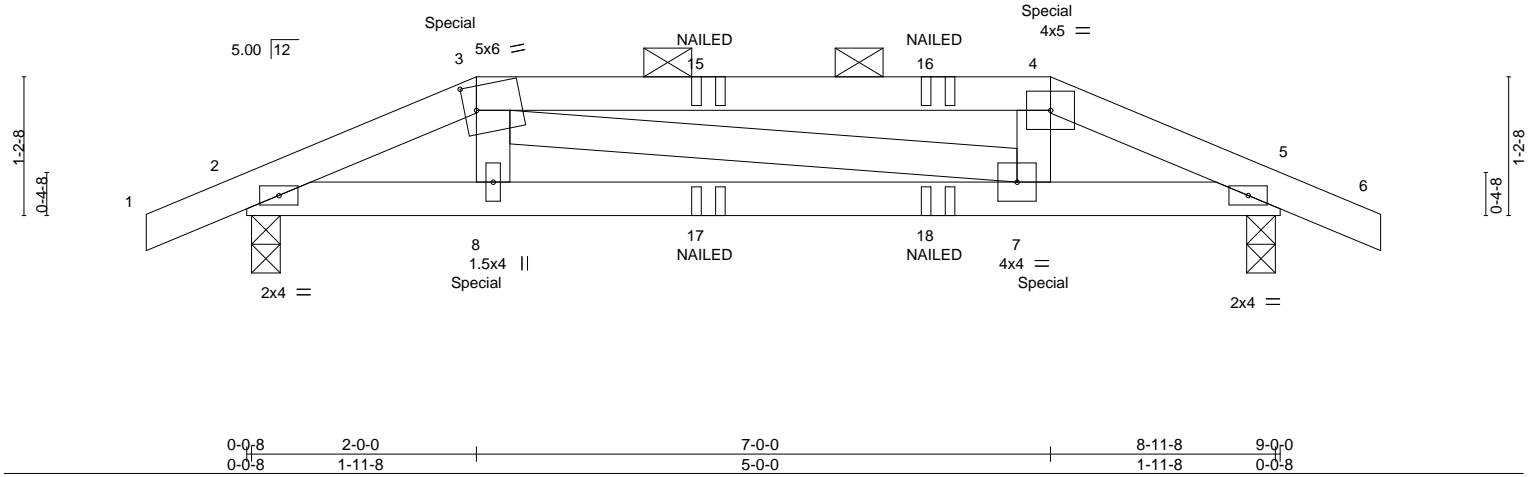 Special
Special
4x5
5.00 12
NAILED
NAILED
3
5x6
15
16
4
1-2-8
0-4-8
2
5
1-2-8
0-4-8
1
6
8
17
18
7
1.5x4
NAILED
NAILED
4x4
Special
Special
2x4
2x4
0-0-8
2-0-0
7-0-0
8-11-8
9-0-0
0-0-8
1-11-8
5-0-0
1-11-8
0-0-8